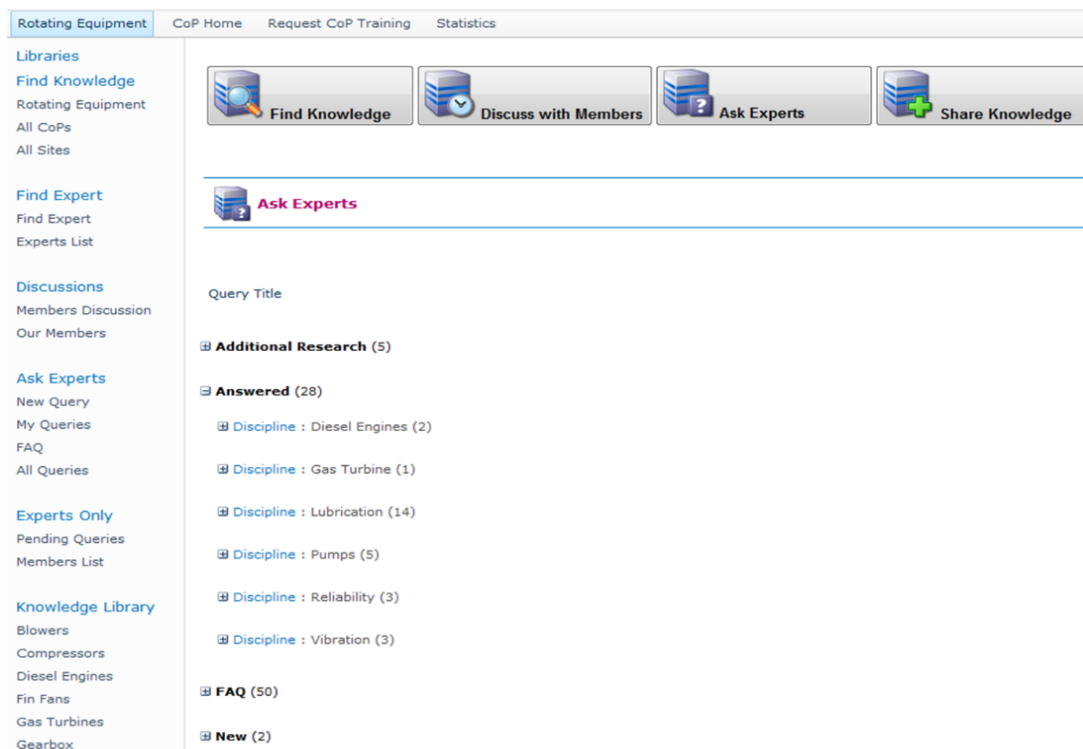 Rotating Equipment CoP Home Request CoP Training Statistics
Libraries
Find Knowledge
Rotating Equipment
All CoPs
All Sites
Find Expert
Find Expert
Experts List
Discussions
Members Discussion
Our Members
Ask Experts
New Query
My Queries
FAQ
All Queries
Experts Only
Pending Queries
Members List
Knowledge Library
Blowers
Compressors
Diesel Engines
Fin Fans
Gas Turbines
Gearbox
Find Knowledge Discuss with Members Ask Experts Share Knowledge
Ask Experts
Query Title
Additional Research (5)
Answered (28)
Discipline : Diesel Engines (2)
Discipline : Gas Turbine (1)
Discipline : Lubrication (14)
Discipline : Pumps (5)
Discipline : Reliability (3)
Discipline : Vibration (3)
FAQ (50)
New (2)